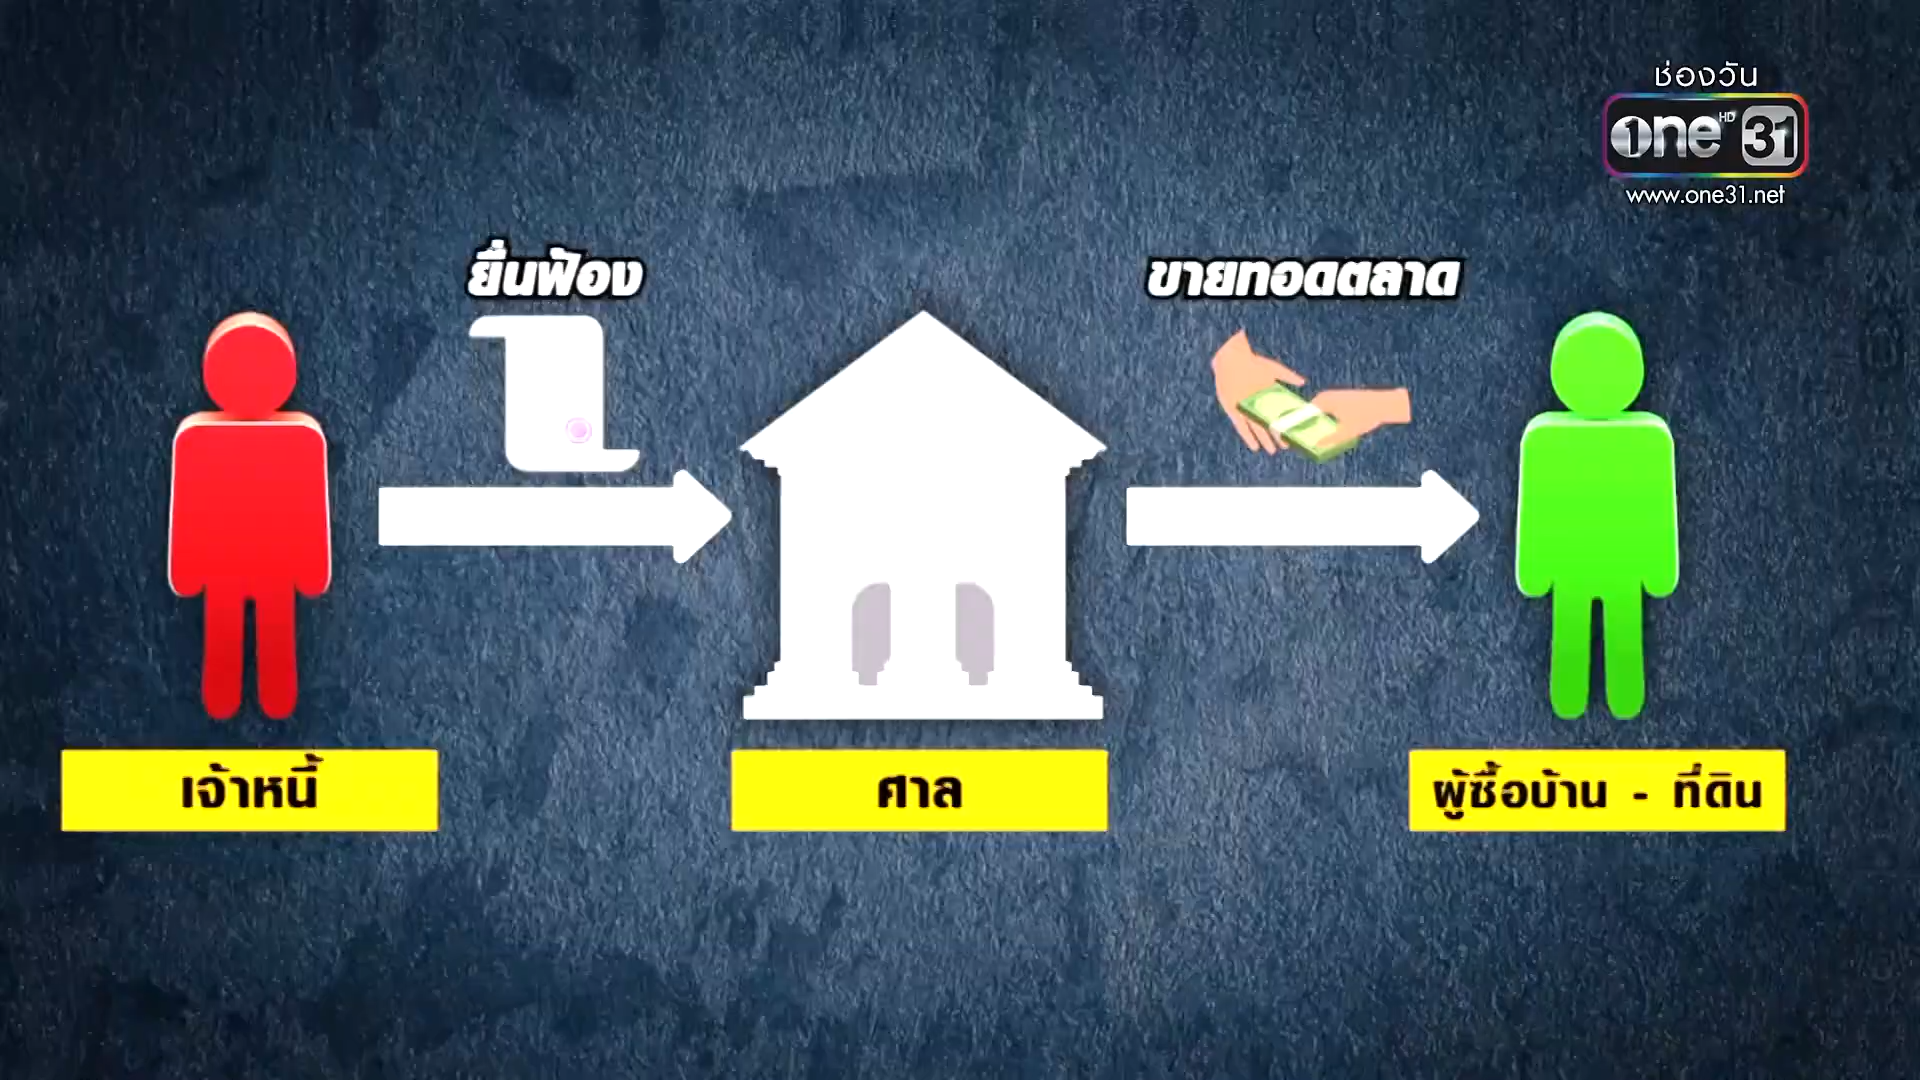 ช่องวัน
one HD 31
www.one31.net
ยื่นฟ้อง
ขายทอดตลาด
เจ้าหนี้
ศาล
ผู้ซื้อบ้าน - ที่ดิน